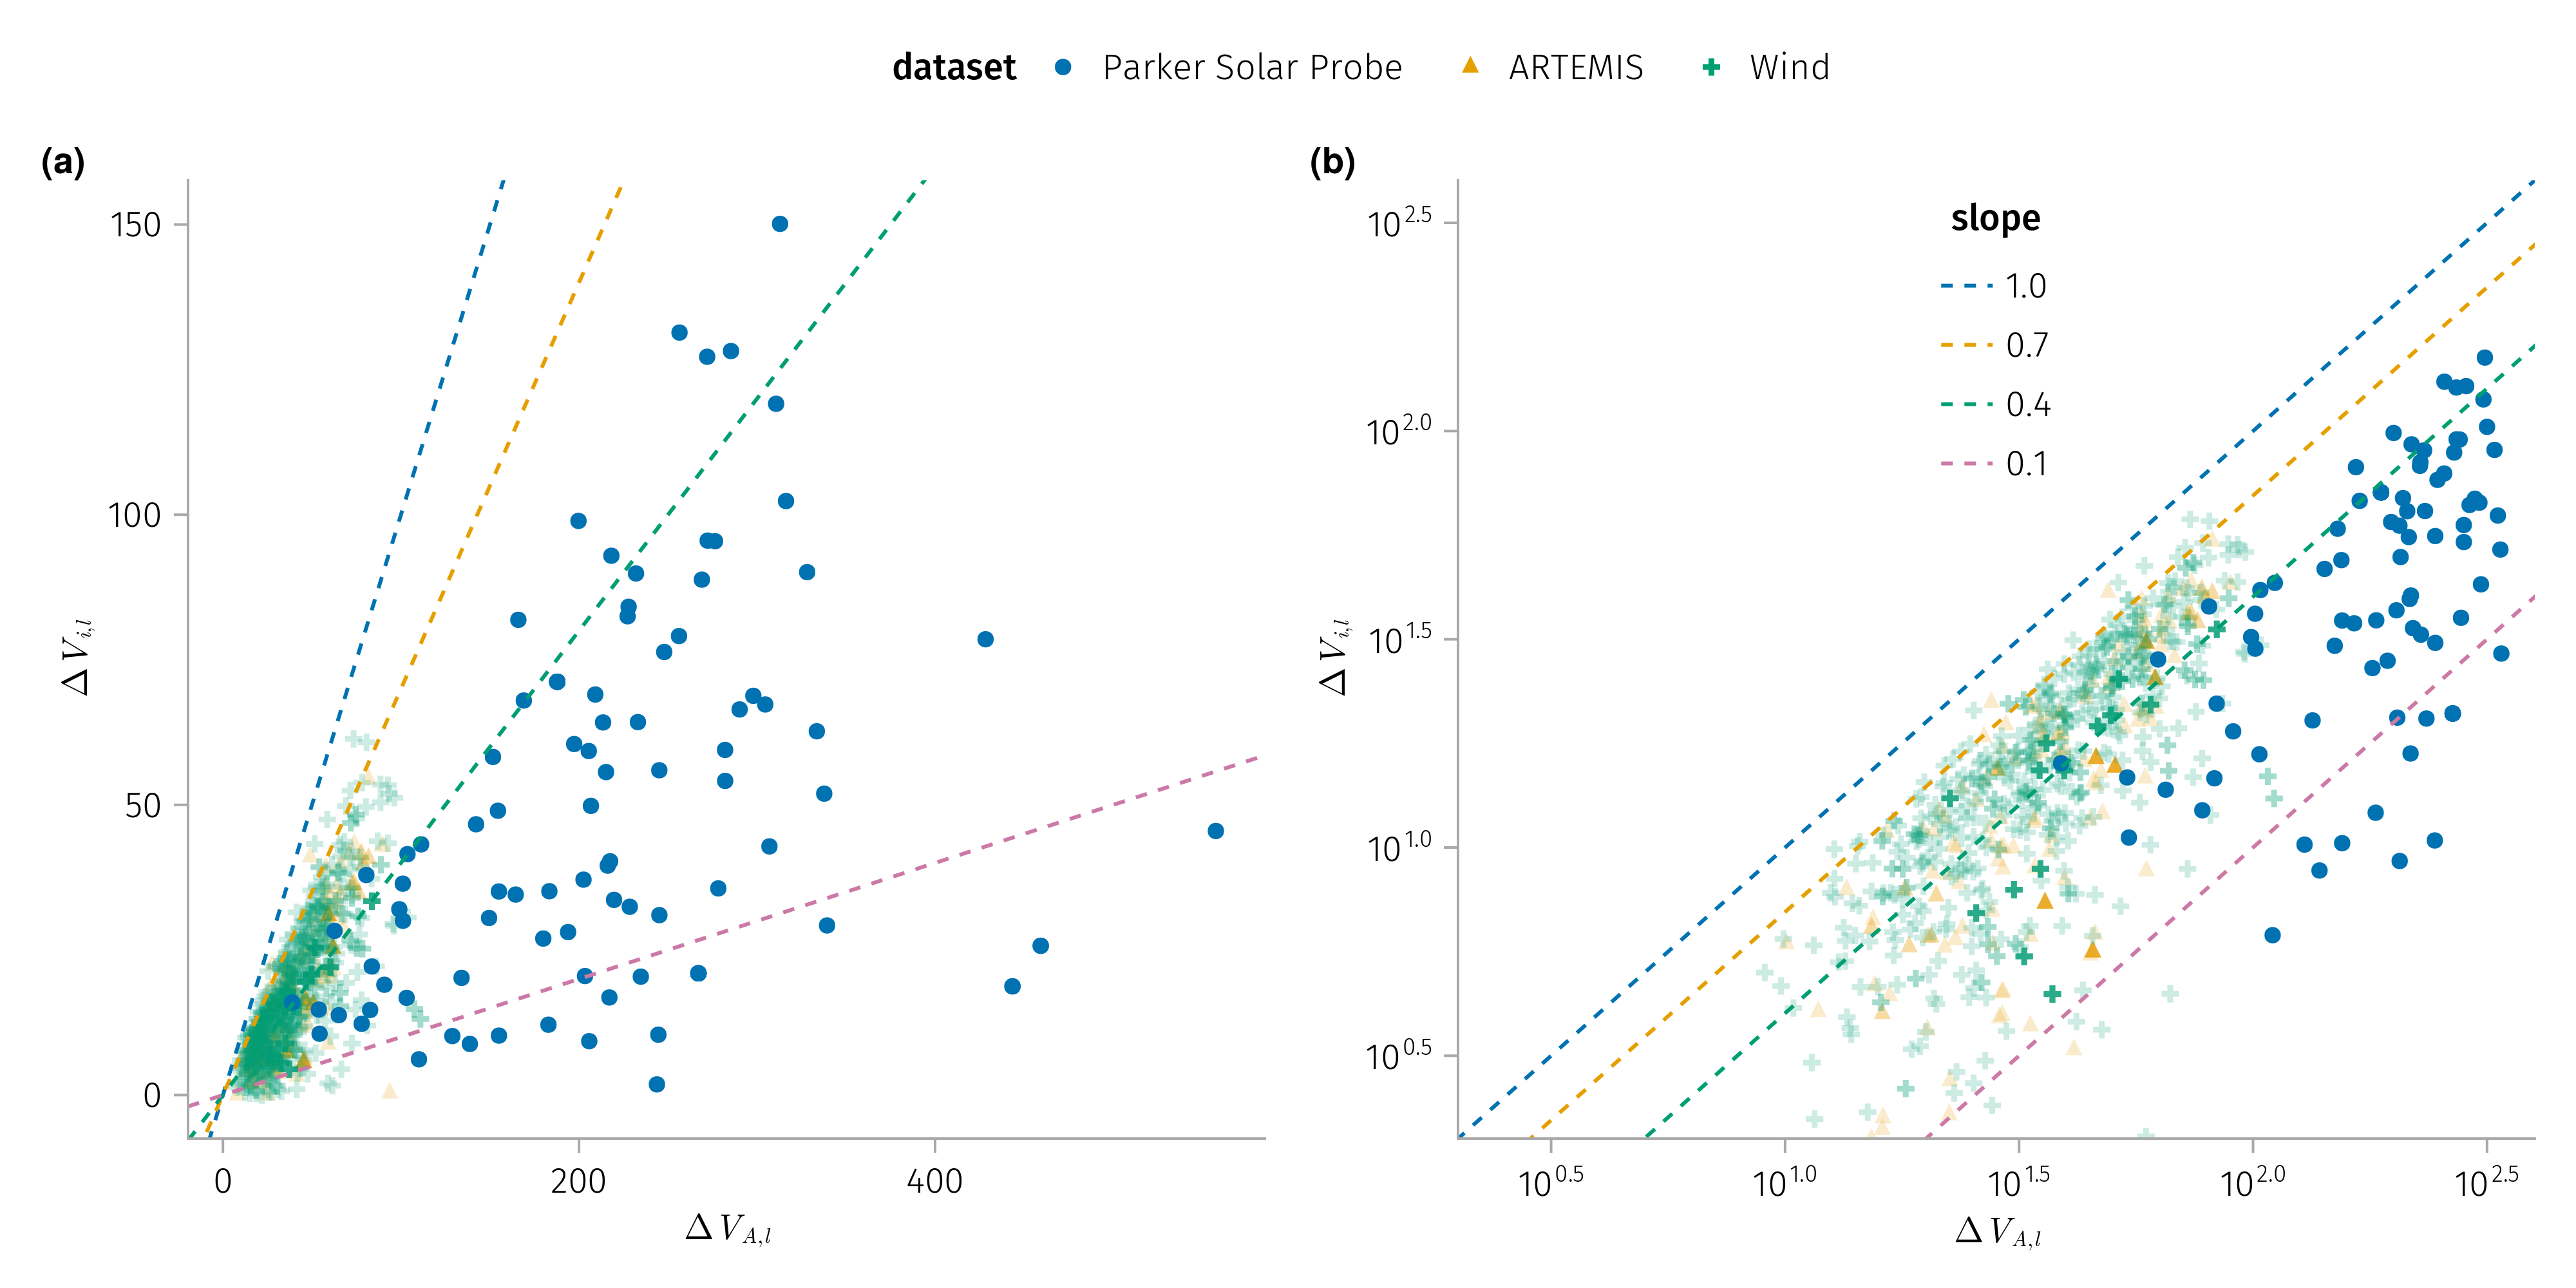 dataset Parker Solar Probe ARTEMIS Wind
(a)
150
100
50
0
ΔV_{i,l}
0 200 400
ΔV_{A,l}
(b)
10^{2.5}
10^{2.0}
10^{1.5}
10^{1.0}
10^{0.5}
ΔV_{i,l}
slope
1.0
0.7
0.4
0.1
10^{0.5} 10^{1.0} 10^{1.5} 10^{2.0} 10^{2.5}
ΔV_{A,l}